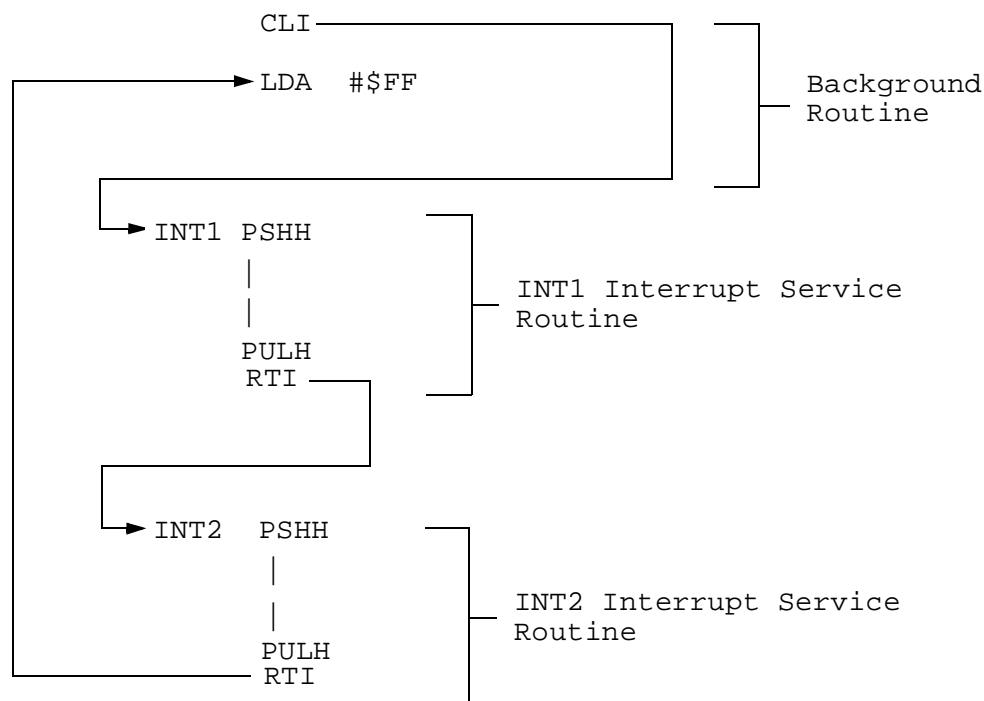 CLI
LDA #$FF
Background
Routine
INT1 PSHH
|
|
PULH
RTI
INT1 Interrupt Service
Routine
INT2 PSHH
|
|
PULH
RTI
INT2 Interrupt Service
Routine